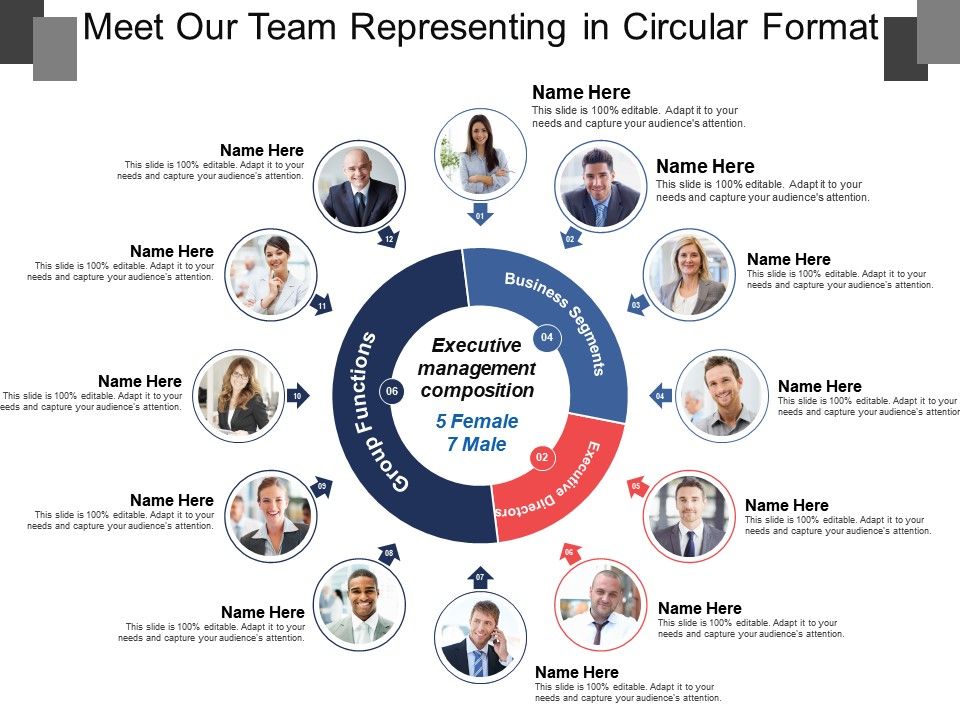 Meet Our Team Representing in Circular Format
Name Here
This slide is 100% editable. Adapt it to your
needs and capture your audience's attention.
01
Name Here
This slide is 100% editable. Adapt it to your
needs and capture your audience's attention.
02
Name Here
This slide is 100% editable. Adapt it to your
needs and capture your audience's attention.
03
Name Here
This slide is 100% editable. Adapt it to your
needs and capture your audience's attention
04
Name Here
This slide is 100% editable. Adapt it to your
needs and capture your audience's attention.
05
Name Here
This slide is 100% editable. Adapt it to your
needs and capture your audience's attention.
06
Name Here
This slide is 100% editable. Adapt it to your
needs and capture your audience's attention.
07
Name Here
This slide is 100% editable. Adapt it to your
needs and capture your audience's attention.
08
Name Here
This slide is 100% editable. Adapt it to your
needs and capture your audience's attention.
09
Name Here
This slide is 100% editable. Adapt it to your
eeds and capture your audience's attention.
10
Name Here
This slide is 100% editable. Adapt it to your
needs and capture your audience's attention.
11
Name Here
This slide is 100% editable. Adapt it to your
needs and capture your audience's attention.
12
Business Segments
04
Executive Directors
02
Group Functions
06
Executive
management
composition
5 Female
7 Male